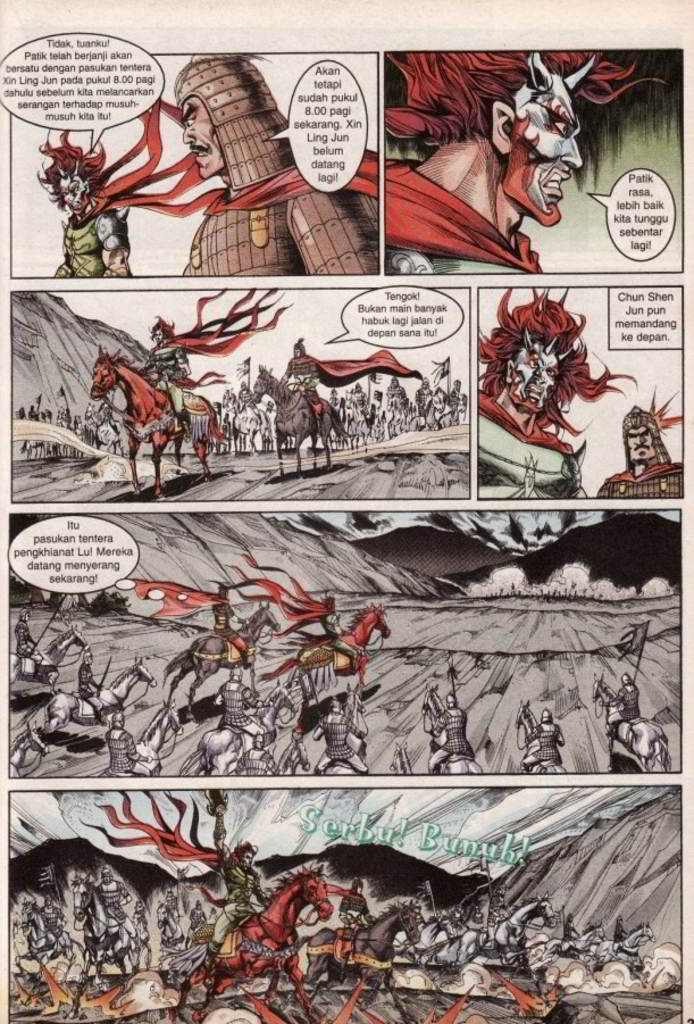 Tidak, tuanku!
Patik telah berjanji akan
bersatu dengan pasukan tentera
Xin Ling Jun pada pukul 8.00 pagi
dahulu sebelum kita melancarkan
serangan terhadap musuh-
musuh kita itu!
Akan
tetapi
sudah pukul
8.00 pagi
sekarang. Xin
Ling Jun
belum
datang
lagi!
Patik
rasa,
lebih baik
kita tunggu
sebentar
lagi!
Tengok!
Bukan main banyak
habuk lagi jalan di
depan sana itu!
Chun Shen
Jun pun
memandang
ke depan.
Itu
pasukan tentera
pengkhianat Lu! Mereka
datang menyerang
sekarang!
Serbu! Bunuh!